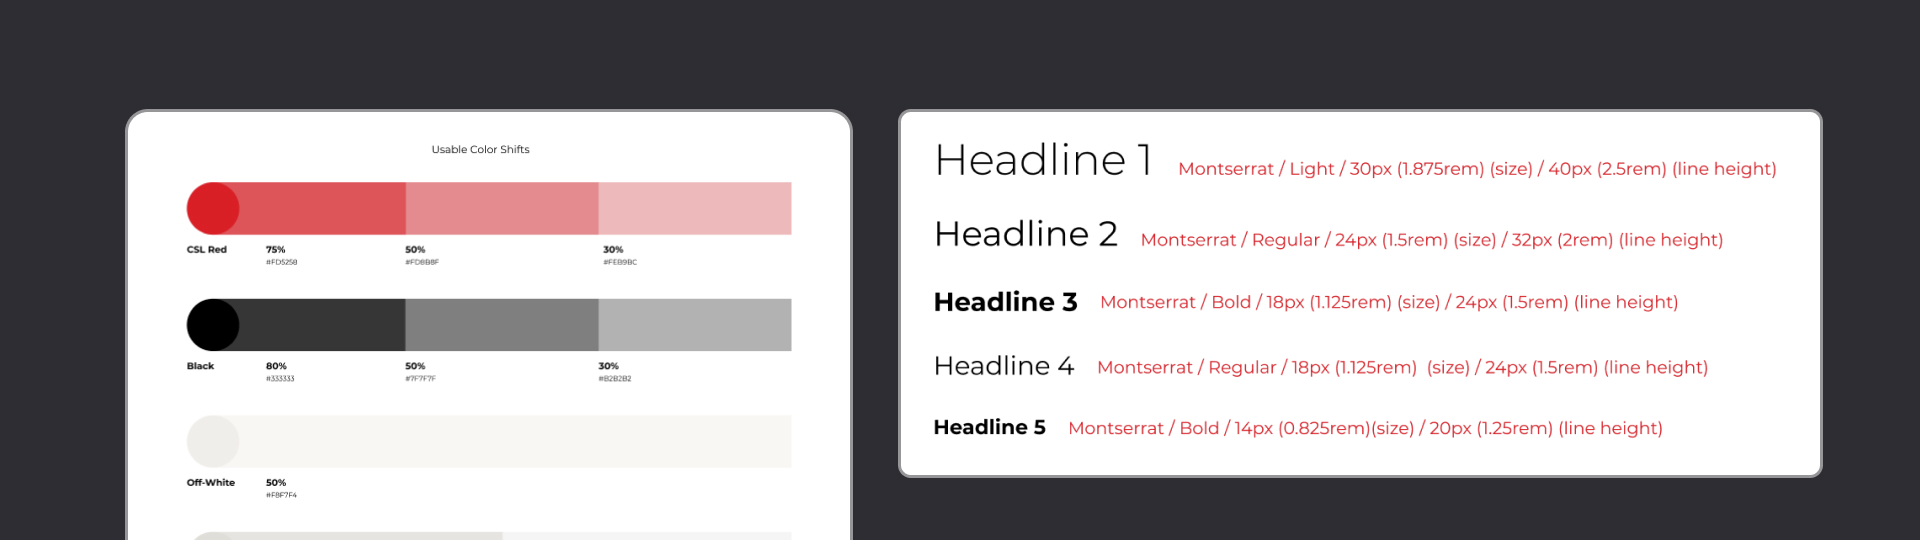 Usable Color Shifts
CSL Red 75% 50% 30%
#FD5258 #FD8B8F #FEB9BC
Black 80% 50% 30%
#333333 #7F7F7F #B2B2B2
Off-White 50%
#F8F7F4
Headline 1 Montserrat / Light / 30px (1.875rem) (size) / 40px (2.5rem) (line height)
Headline 2 Montserrat / Regular / 24px (1.5rem) (size) / 32px (2rem) (line height)
Headline 3 Montserrat / Bold / 18px (1.125rem) (size) / 24px (1.5rem) (line height)
Headline 4 Montserrat / Regular / 18px (1.125rem) (size) / 24px (1.5rem) (line height)
Headline 5 Montserrat / Bold / 14px (0.825rem)(size) / 20px (1.25rem) (line height)